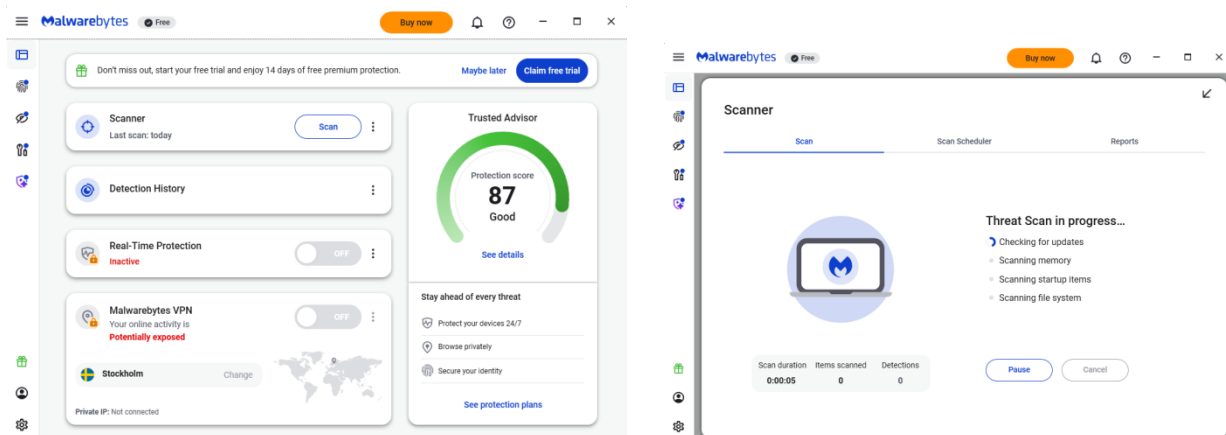 Malwarebytes Free Buy now
Don't miss out, start your free trial and enjoy 14 days of free premium protection. Maybe later Claim free trial
Scanner
Last scan: today
Scan
Detection History
Real-Time Protection
Inactive
OFF
Malwarebytes VPN
Your online activity is
Potentially exposed
OFF
Stockholm Change
Private IP: Not connected
Trusted Advisor
Protection score
87
Good
See details
Stay ahead of every threat
Protect your devices 24/7
Browse privately
Secure your identity
See protection plans
Malwarebytes Free Buy now
Scanner
Scan Scan Scheduler Reports
Threat Scan in progress...
Checking for updates
Scanning memory
Scanning startup items
Scanning file system
Scan duration Items scanned Detections
0:00:05 0 0
Pause Cancel